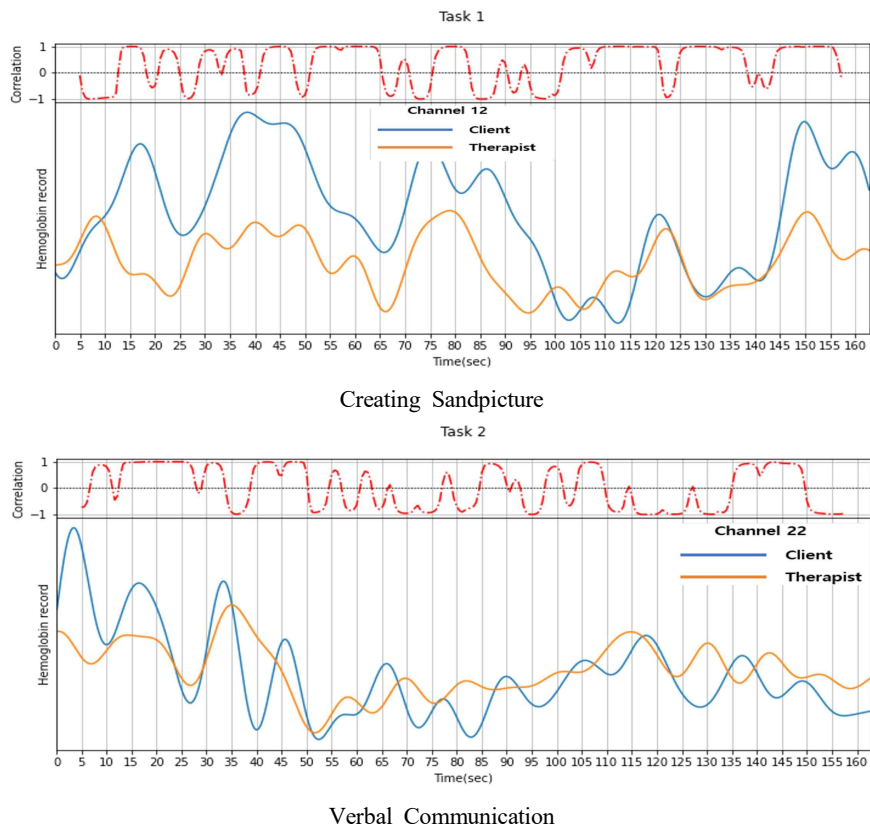 Task 1
Correlation
1
0
−1
Channel 12
Client
Therapist
Hemoglobin record
0 5 10 15 20 25 30 35 40 45 50 55 60 65 70 75 80 85 90 95 100 105 110 115 120 125 130 135 140 145 150 155 160
Time(sec)
Creating Sandpicture
Task 2
Correlation
1
0
−1
Channel 22
Client
Therapist
Hemoglobin record
0 5 10 15 20 25 30 35 40 45 50 55 60 65 70 75 80 85 90 95 100 105 110 115 120 125 130 135 140 145 150 155 160
Time(sec)
Verbal Communication